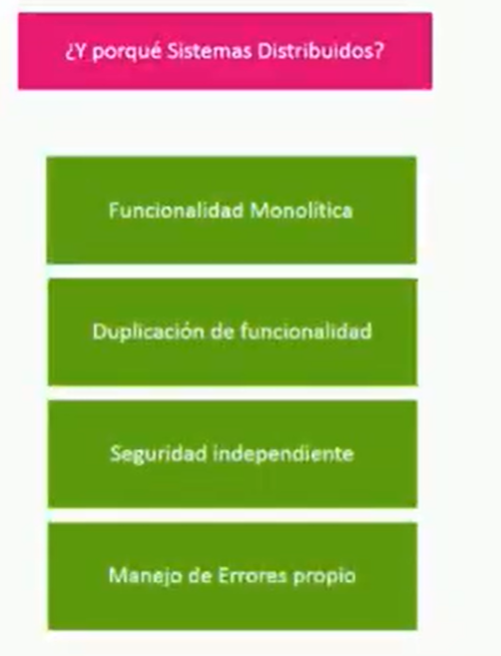 ¿Y porqué Sistemas Distribuidos?
Funcionalidad Monolítica
Duplicación de funcionalidad
Seguridad independiente
Manejo de Errores propio